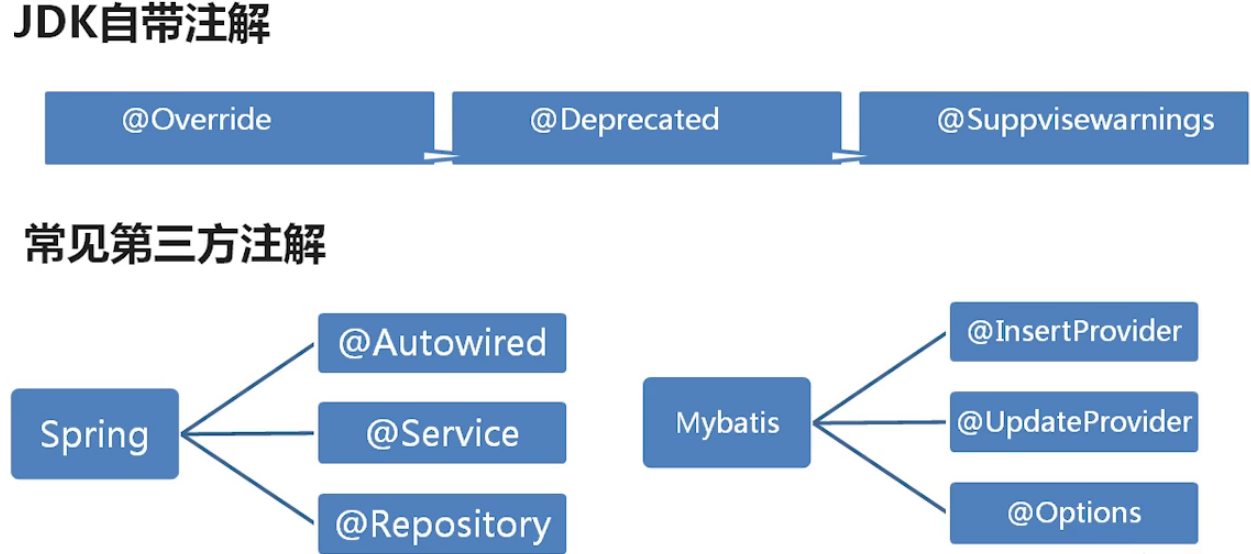 JDK自带注解
@Override
@Deprecated
@Suppvisewarnings
常见第三方注解
Spring
@Autowired
@Service
@Repository
Mybatis
@InsertProvider
@UpdateProvider
@Options